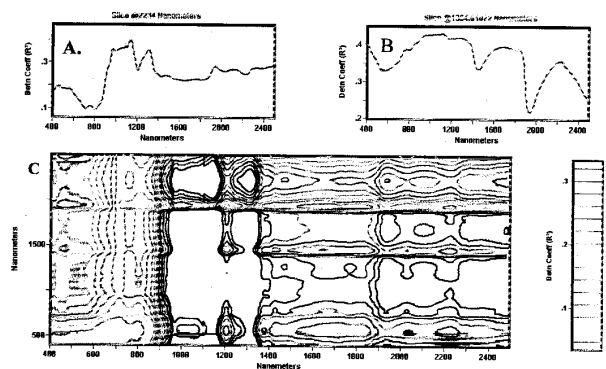 Slice @2234 Nanometers
A.
Detn Coeff (R²)
.3
.1
400 800 1200 1600 2000 2400
Nanometers
B
Detn Coeff (R²)
.4
.3
.2
400 800 1200 1600 2000 2400
Nanometers
C
Nanometers
1500
500
400 600 800 1000 1200 1400 1600 1800 2000 2200 2400
Nanometers
Detn Coeff (R²)
.3
.2
.1